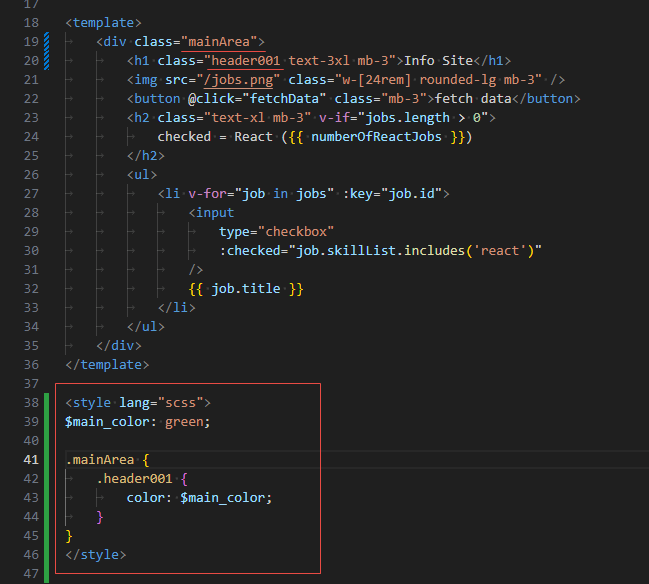 17
18 <template>
19 <div class="mainArea">
20 <h1 class="header001 text-3xl mb-3">Info Site</h1>
21 <img src="/jobs.png" class="w-[24rem] rounded-lg mb-3" />
22 <button @click="fetchData" class="mb-3">fetch data</button>
23 <h2 class="text-xl mb-3" v-if="jobs.length > 0">
24 checked = React ({{ numberOfReactJobs }})
25 </h2>
26 <ul>
27 <li v-for="job in jobs" :key="job.id">
28 <input
29 type="checkbox"
30 :checked="job.skillList.includes('react')"
31 />
32 {{ job.title }}
33 </li>
34 </ul>
35 </div>
36 </template>
37
38 <style lang="scss">
39 $main_color: green;
40
41 .mainArea {
42 .header001 {
43 color: $main_color;
44 }
45 }
46 </style>
47